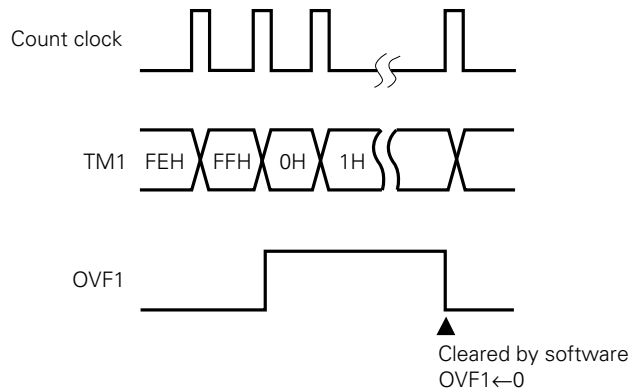 Count clock
TM1 FEH FFH 0H 1H
OVF1
Cleared by software
OVF1←0